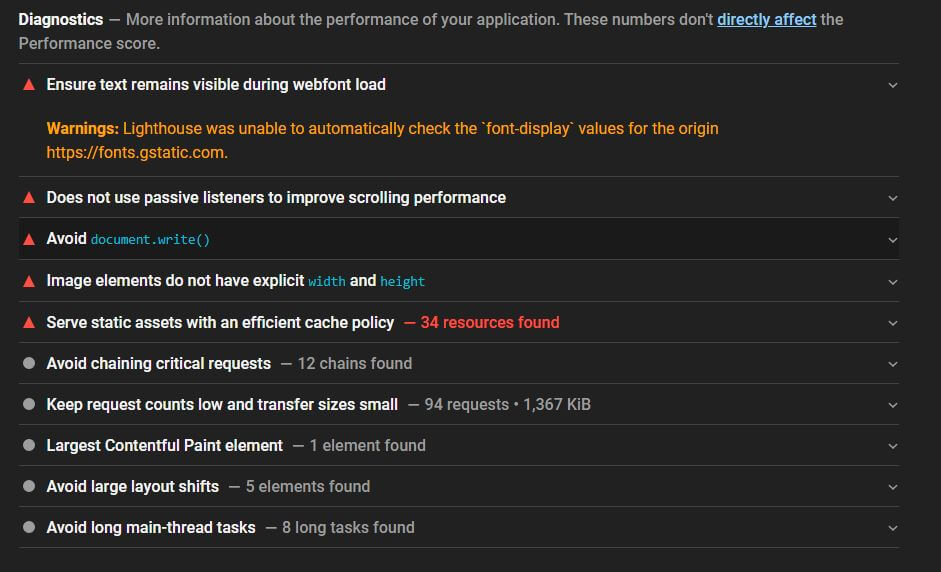 Diagnostics — More information about the performance of your application. These numbers don't directly affect the
Performance score.
Ensure text remains visible during webfont load
Warnings: Lighthouse was unable to automatically check the `font-display` values for the origin
https://fonts.gstatic.com.
Does not use passive listeners to improve scrolling performance
Avoid document.write()
Image elements do not have explicit width and height
Serve static assets with an efficient cache policy — 34 resources found
Avoid chaining critical requests — 12 chains found
Keep request counts low and transfer sizes small — 94 requests • 1,367 KiB
Largest Contentful Paint element — 1 element found
Avoid large layout shifts — 5 elements found
Avoid long main-thread tasks — 8 long tasks found